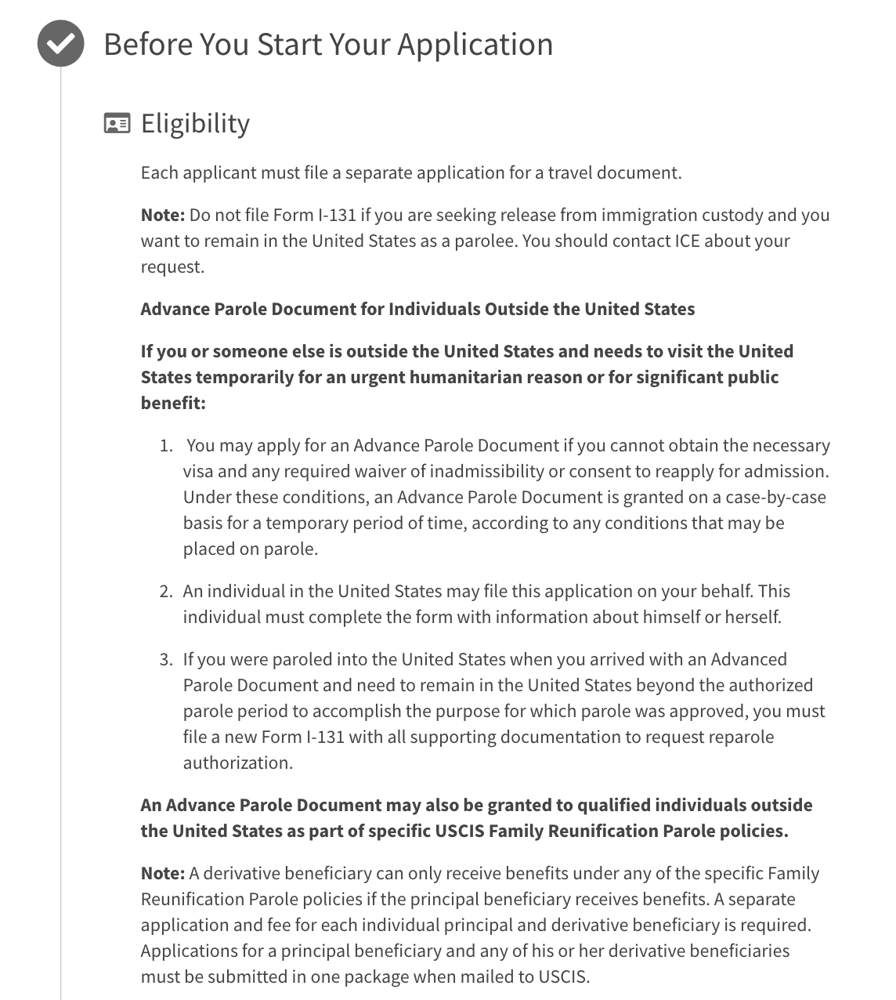 Before You Start Your Application
Eligibility
Each applicant must file a separate application for a travel document.
Note: Do not file Form I-131 if you are seeking release from immigration custody and you
want to remain in the United States as a parolee. You should contact ICE about your
request.
Advance Parole Document for Individuals Outside the United States
If you or someone else is outside the United States and needs to visit the United
States temporarily for an urgent humanitarian reason or for significant public
benefit:
1. You may apply for an Advance Parole Document if you cannot obtain the necessary
visa and any required waiver of inadmissibility or consent to reapply for admission.
Under these conditions, an Advance Parole Document is granted on a case-by-case
basis for a temporary period of time, according to any conditions that may be
placed on parole.
2. An individual in the United States may file this application on your behalf. This
individual must complete the form with information about himself or herself.
3. If you were paroled into the United States when you arrived with an Advanced
Parole Document and need to remain in the United States beyond the authorized
parole period to accomplish the purpose for which parole was approved, you must
file a new Form I-131 with all supporting documentation to request reparole
authorization.
An Advance Parole Document may also be granted to qualified individuals outside
the United States as part of specific USCIS Family Reunification Parole policies.
Note: A derivative beneficiary can only receive benefits under any of the specific Family
Reunification Parole policies if the principal beneficiary receives benefits. A separate
application and fee for each individual principal and derivative beneficiary is required.
Applications for a principal beneficiary and any of his or her derivative beneficiaries
must be submitted in one package when mailed to USCIS.